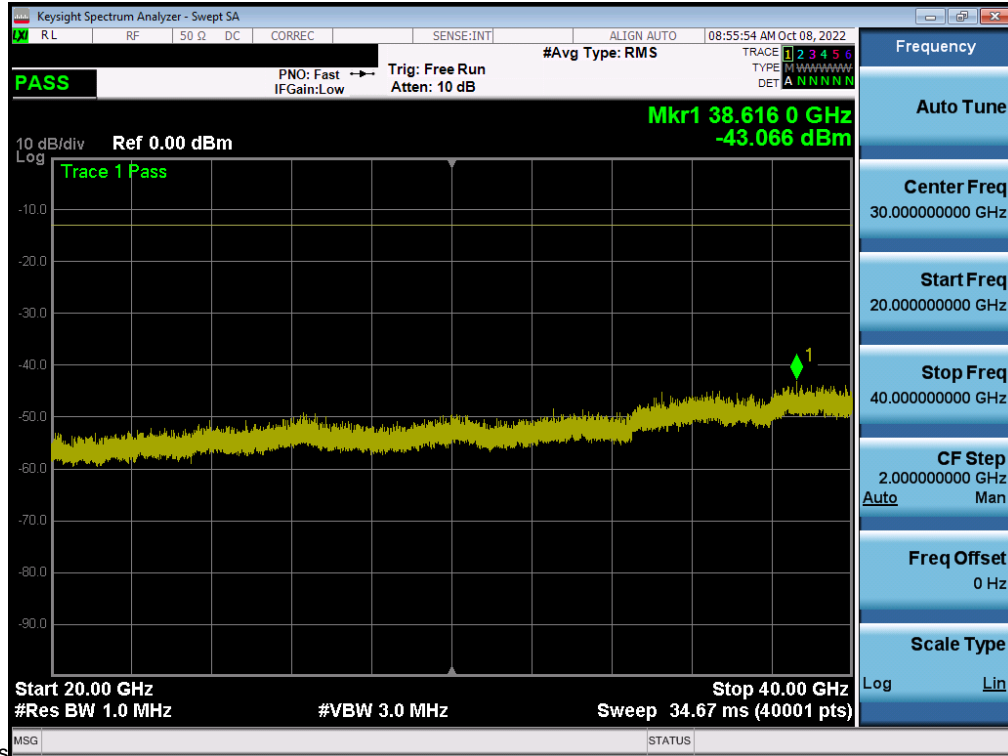 Keysight Spectrum Analyzer - Swept SA
LXI RL RF 50 Ω DC CORREC SENSE:INT ALIGN AUTO 08:55:54 AM Oct 08, 2022
PASS
PNO: Fast
IFGain:Low
Trig: Free Run
Atten: 10 dB
#Avg Type: RMS
TRACE 1 2 3 4 5 6
TYPE M W W W W W
DET A N N N N N
Mkr1 38.616 0 GHz
-43.066 dBm
10 dB/div Ref 0.00 dBm
Log
Trace 1 Pass
-10.0
-20.0
-30.0
-40.0
-50.0
-60.0
-70.0
-80.0
-90.0
1
Start 20.00 GHz Stop 40.00 GHz
#Res BW 1.0 MHz #VBW 3.0 MHz Sweep 34.67 ms (40001 pts)
MSG STATUS
s
Frequency
Auto Tune
Center Freq
30.000000000 GHz
Start Freq
20.000000000 GHz
Stop Freq
40.000000000 GHz
CF Step
2.000000000 GHz
Auto Man
Freq Offset
0 Hz
Scale Type
Log Lin